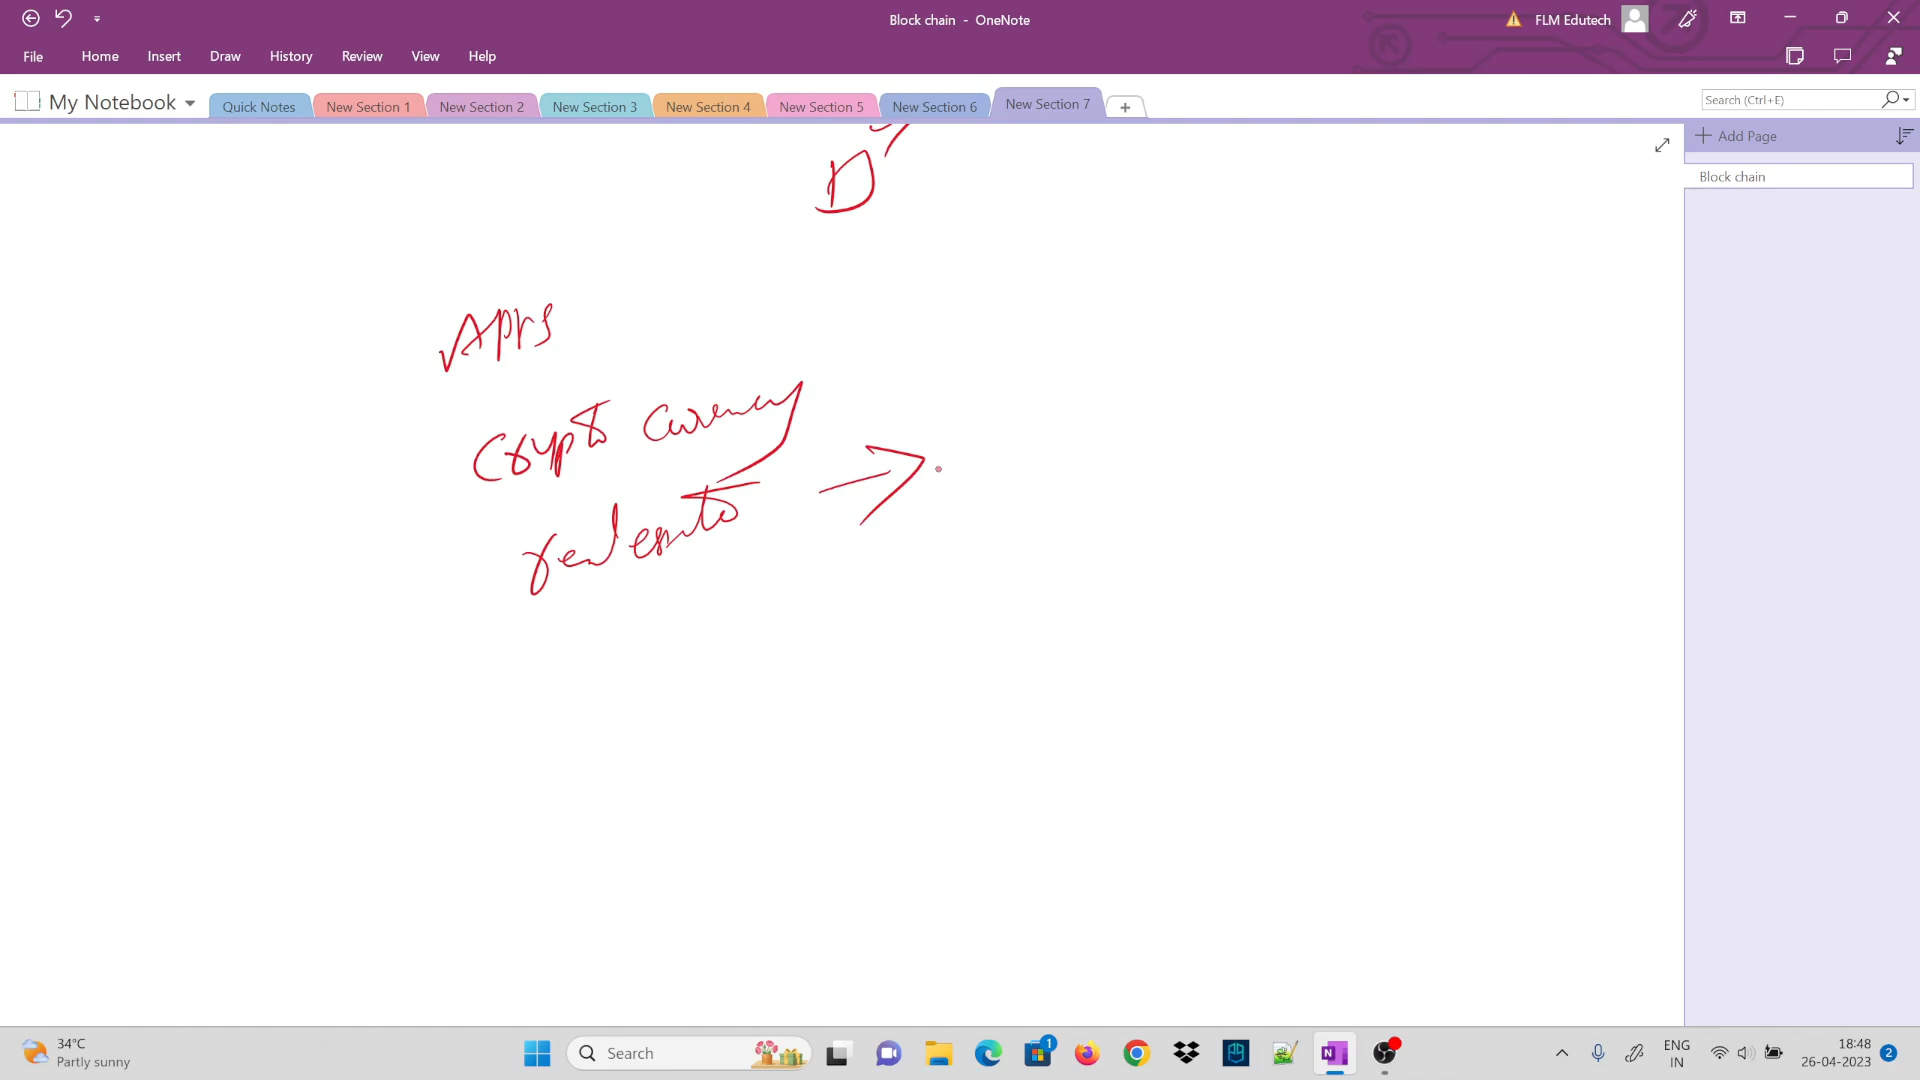 Block chain - OneNote
FLM Edutech
File Home Insert Draw History Review View Help
My Notebook Quick Notes New Section 1 New Section 2 New Section 3 New Section 4 New Section 5 New Section 6 New Section 7
Search (Ctrl+E)
Add Page
Block chain
D
Apps
Crypto Currency
real
34°C
Partly sunny
Search
1
ENG
IN
18:48
26-04-2023
2